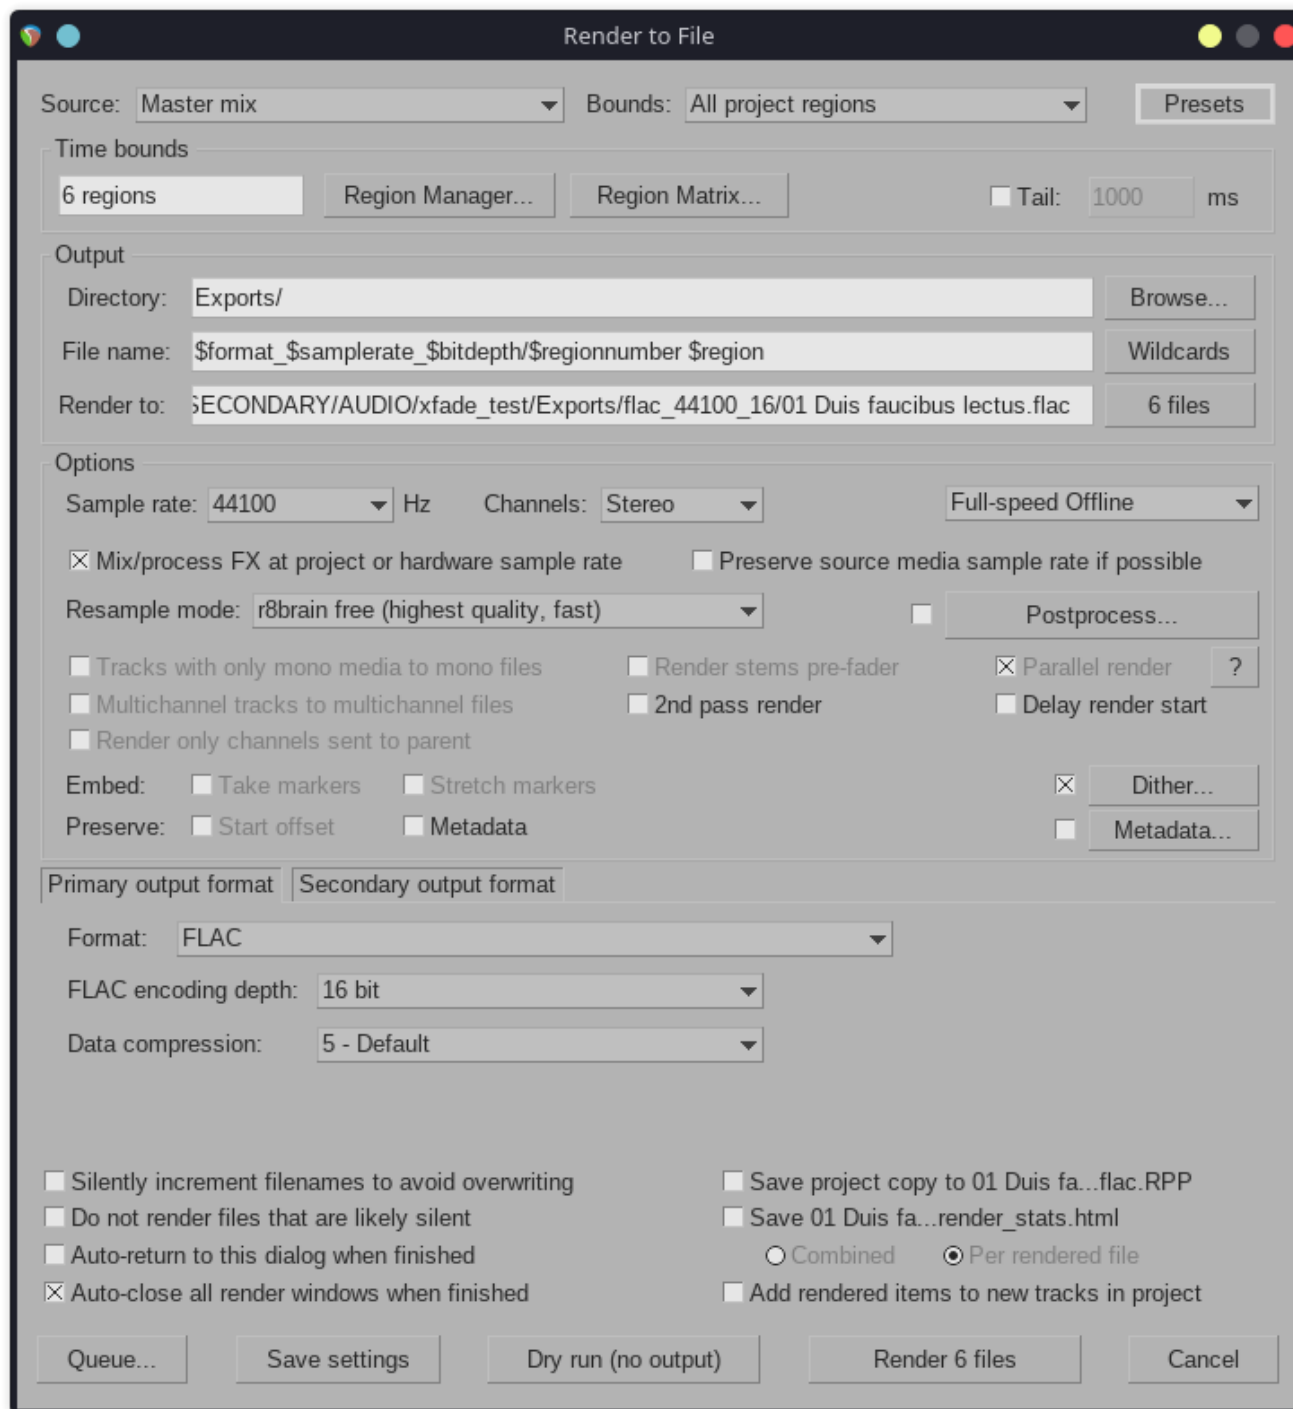 Render to File
Source: Master mix Bounds: All project regions Presets
Time bounds
6 regions Region Manager... Region Matrix... Tail: 1000 ms
Output
Directory: Exports/ Browse...
File name: $format_$samplerate_$bitdepth/$regionnumber $region Wildcards
Render to: SECONDARY/AUDIO/xfade_test/Exports/flac_44100_16/01 Duis faucibus lectus.flac 6 files
Options
Sample rate: 44100 Hz Channels: Stereo Full-speed Offline
Mix/process FX at project or hardware sample rate Preserve source media sample rate if possible
Resample mode: r8brain free (highest quality, fast) Postprocess...
Tracks with only mono media to mono files Render stems pre-fader Parallel render ?
Multichannel tracks to multichannel files 2nd pass render Delay render start
Render only channels sent to parent
Embed: Take markers Stretch markers Dither...
Preserve: Start offset Metadata Metadata...
Primary output format Secondary output format
Format: FLAC
FLAC encoding depth: 16 bit
Data compression: 5 - Default
Silently increment filenames to avoid overwriting Save project copy to 01 Duis fa...flac.RPP
Do not render files that are likely silent Save 01 Duis fa...render_stats.html
Auto-return to this dialog when finished Combined Per rendered file
Auto-close all render windows when finished Add rendered items to new tracks in project
Queue... Save settings Dry run (no output) Render 6 files Cancel